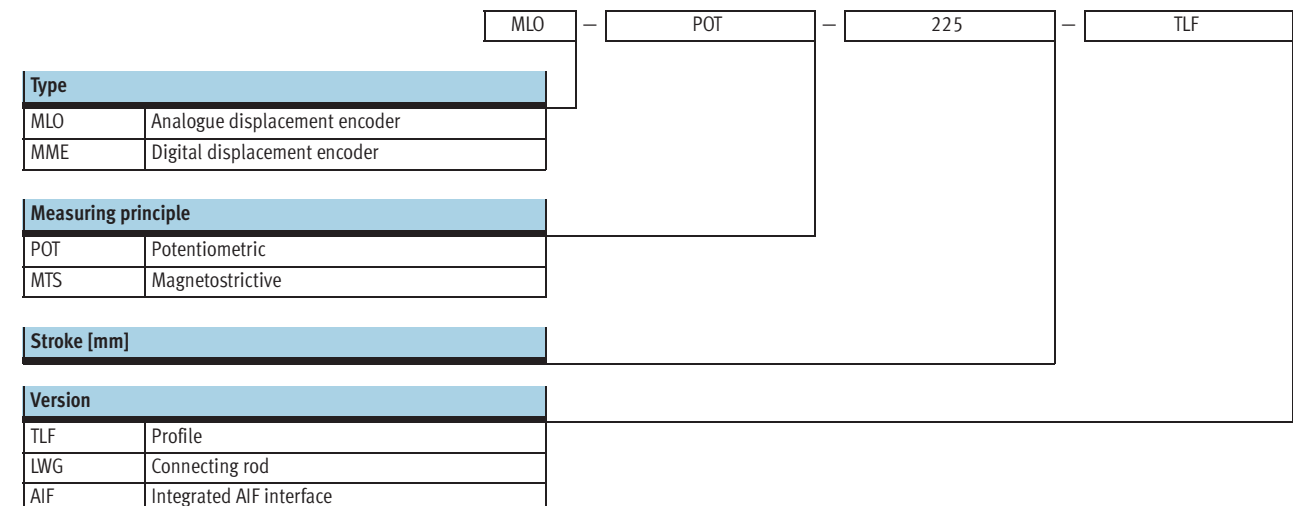 MLO — POT — 225 — TLF
Type
MLO Analogue displacement encoder
MME Digital displacement encoder
Measuring principle
POT Potentiometric
MTS Magnetostrictive
Stroke [mm]
Version
TLF Profile
LWG Connecting rod
AIF Integrated AIF interface